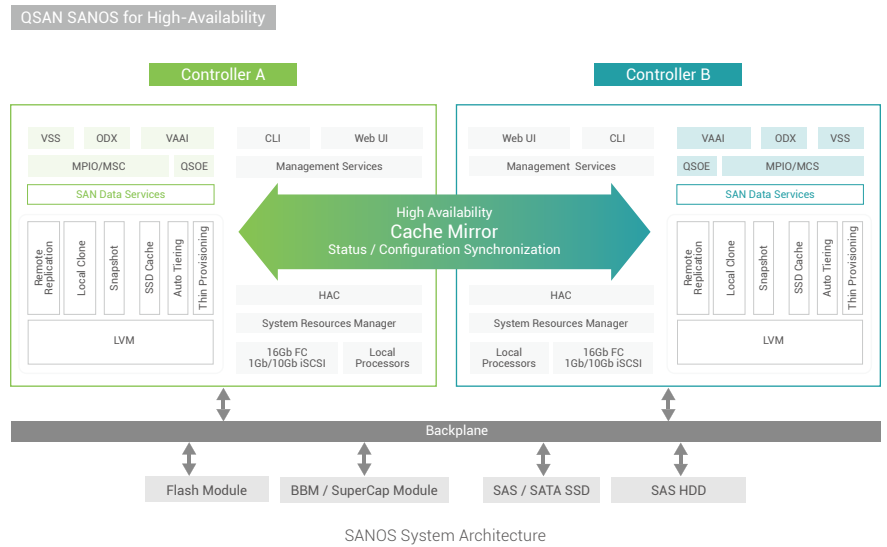 QSAN SANOS for High-Availability
Controller A
VSS
ODX
VAAI
MPIO/MSC
QSOE
SAN Data Services
Remote
Replication
Local Clone
Snapshot
SSD Cache
Auto Tiering
Thin Provisioning
LVM
CLI
Web UI
Management Services
High Availability
Cache Mirror
Status / Configuration Synchronization
HAC
System Resources Manager
16Gb FC
1Gb/10Gb iSCSI
Local
Processors
Controller B
Web UI
CLI
Management Services
HAC
System Resources Manager
Local
Processors
16Gb FC
1Gb/10Gb iSCSI
VAAI
ODX
VSS
QSOE
MPIO/MCS
SAN Data Services
Remote
Replication
Local Clone
Snapshot
SSD Cache
Auto Tiering
Thin Provisioning
LVM
Backplane
Flash Module
BBM / SuperCap Module
SAS / SATA SSD
SAS HDD
SANOS System Architecture